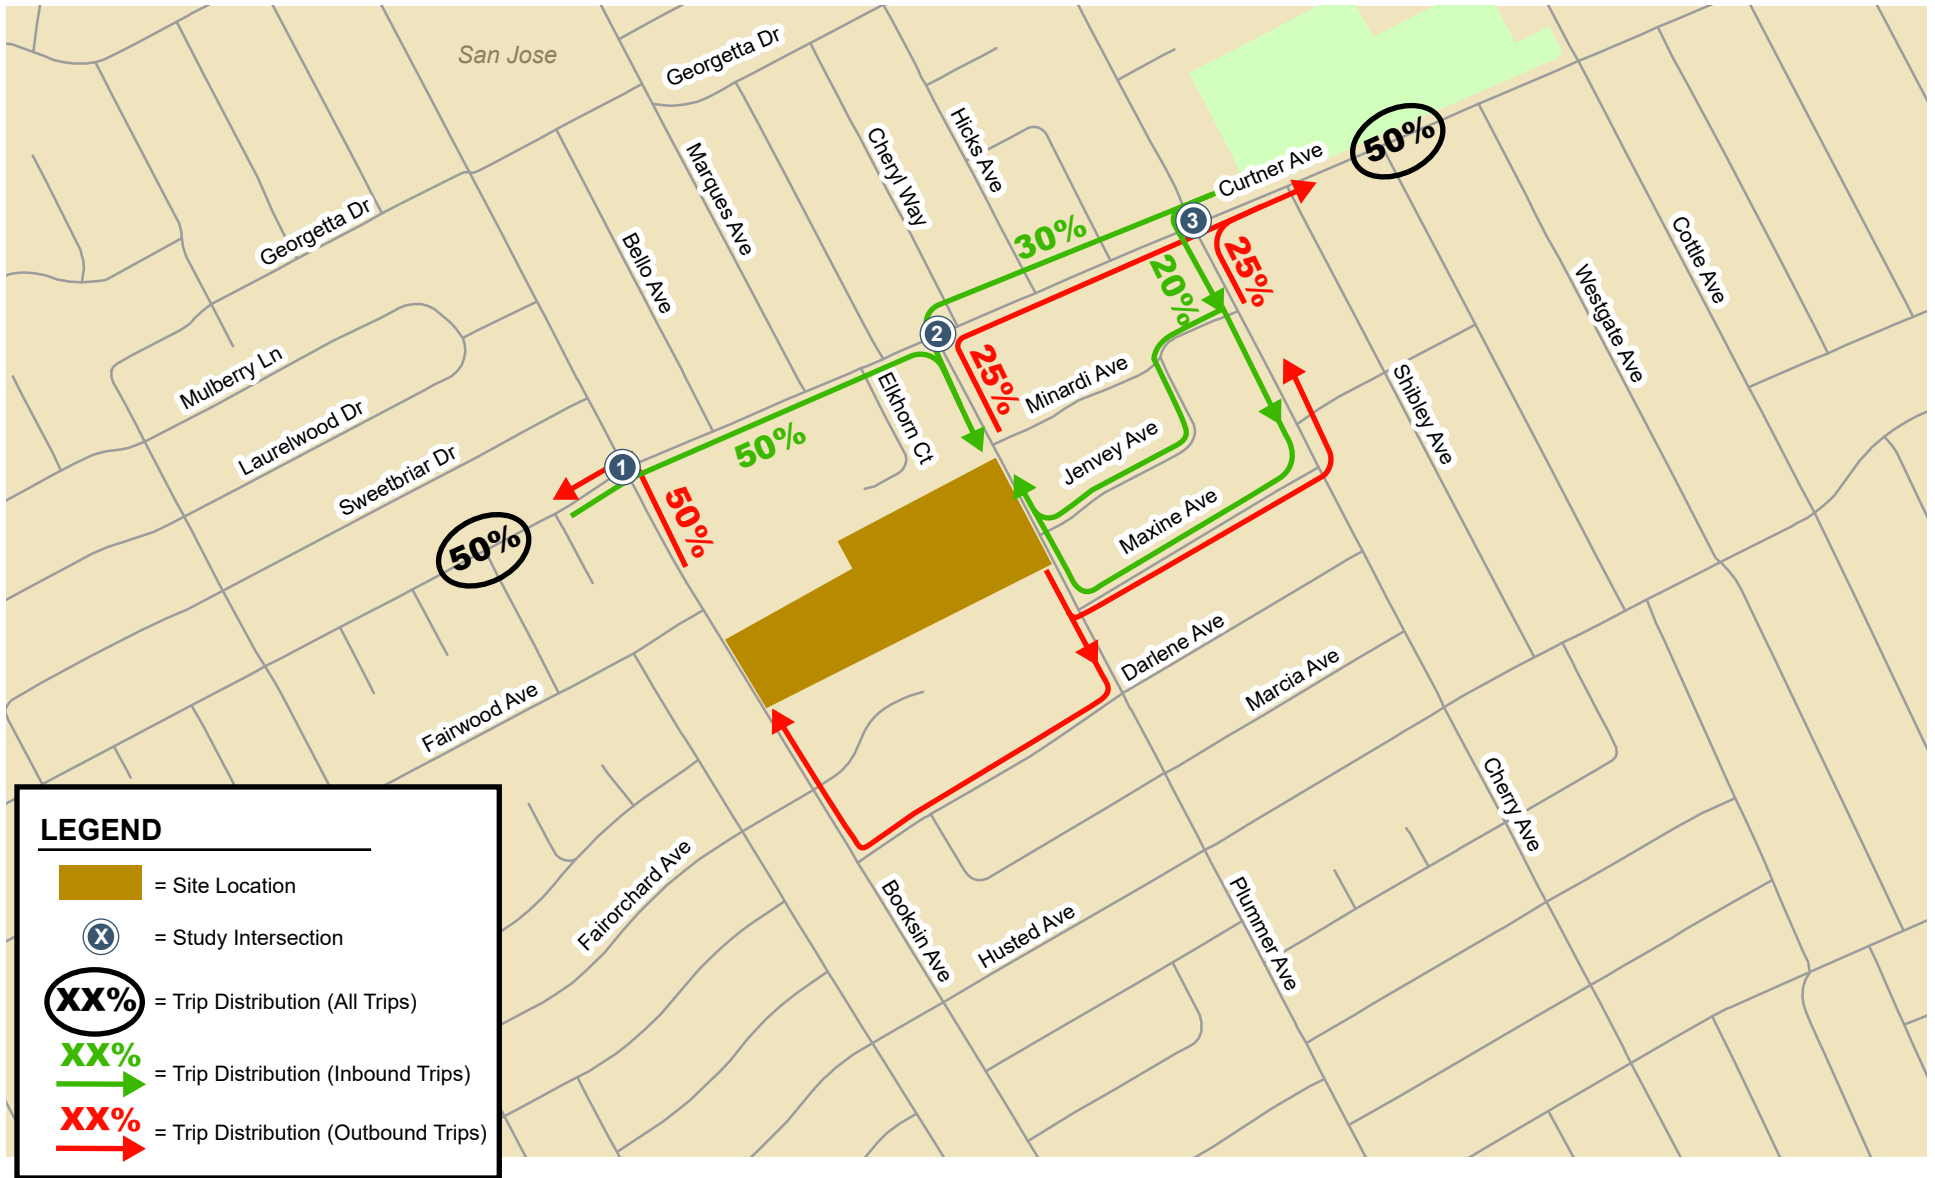 San Jose
Georgetta Dr
Hicks Ave
Cheryl Way
Marques Ave
Curtner Ave
50%
Georgetta Dr
Bello Ave
3
30%
20%
25%
Cottle Ave
Westgate Ave
2
25%
Mulberry Ln
Minardi Ave
Elkhorn Ct
Shibley Ave
Laurelwood Dr
50%
Jenvey Ave
Sweetbriar Dr
1
50%
Maxine Ave
50%
Darlene Ave
Marcia Ave
Fairwood Ave
Cherry Ave
Fairorchard Ave
Booksin Ave
Husted Ave
Plummer Ave
LEGEND
= Site Location
X = Study Intersection
XX% = Trip Distribution (All Trips)
XX% = Trip Distribution (Inbound Trips)
XX% = Trip Distribution (Outbound Trips)